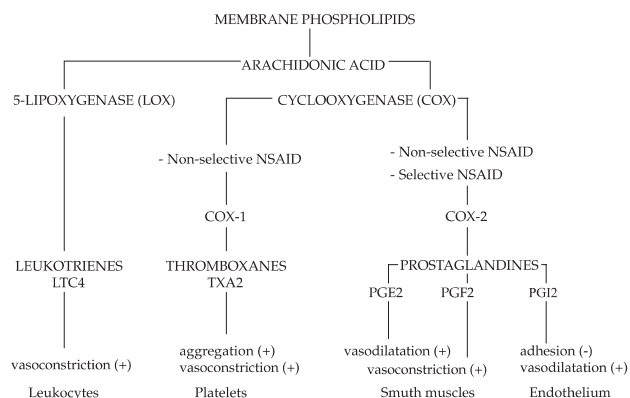 MEMBRANE PHOSPHOLIPIDS
ARACHIDONIC ACID
5-LIPOXYGENASE (LOX)
CYCLOOXYGENASE (COX)
- Non-selective NSAID
- Non-selective NSAID
- Selective NSAID
COX-1
COX-2
LEUKOTRIENES
LTC4
THROMBOXANES
TXA2
PROSTAGLANDINES
PGE2
PGF2
PGI2
vasoconstriction (+)
aggregation (+)
vasoconstriction (+)
vasodilatation (+)
vasoconstriction (+)
adhesion (-)
vasodilatation (+)
Leukocytes
Platelets
Smuth muscles
Endothelium